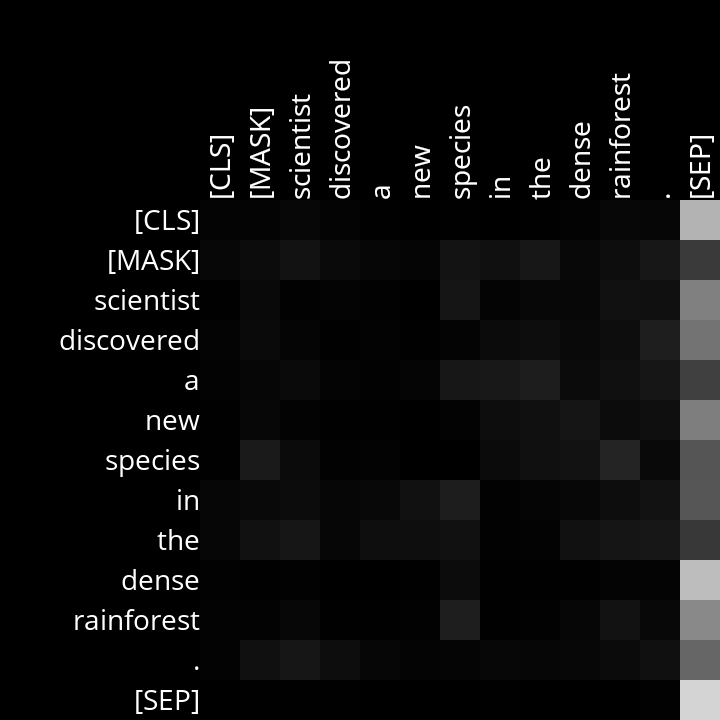 [CLS]
[MASK]
scientist
discovered
a
new
species
in
the
dense
rainforest
.
[SEP]
[CLS]
[MASK]
scientist
discovered
a
new
species
in
the
dense
rainforest
.
[SEP]